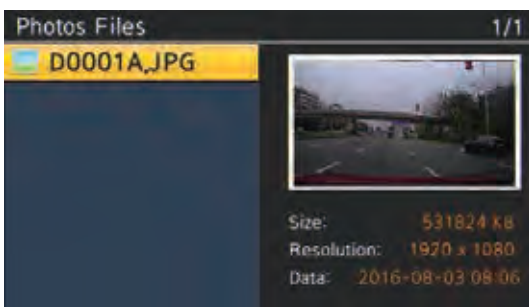 Photos Files 1/1
D0001A,JPG
Size: 531824 KB
Resolution: 1920 x 1080
Data: 2016-08-03 08:06